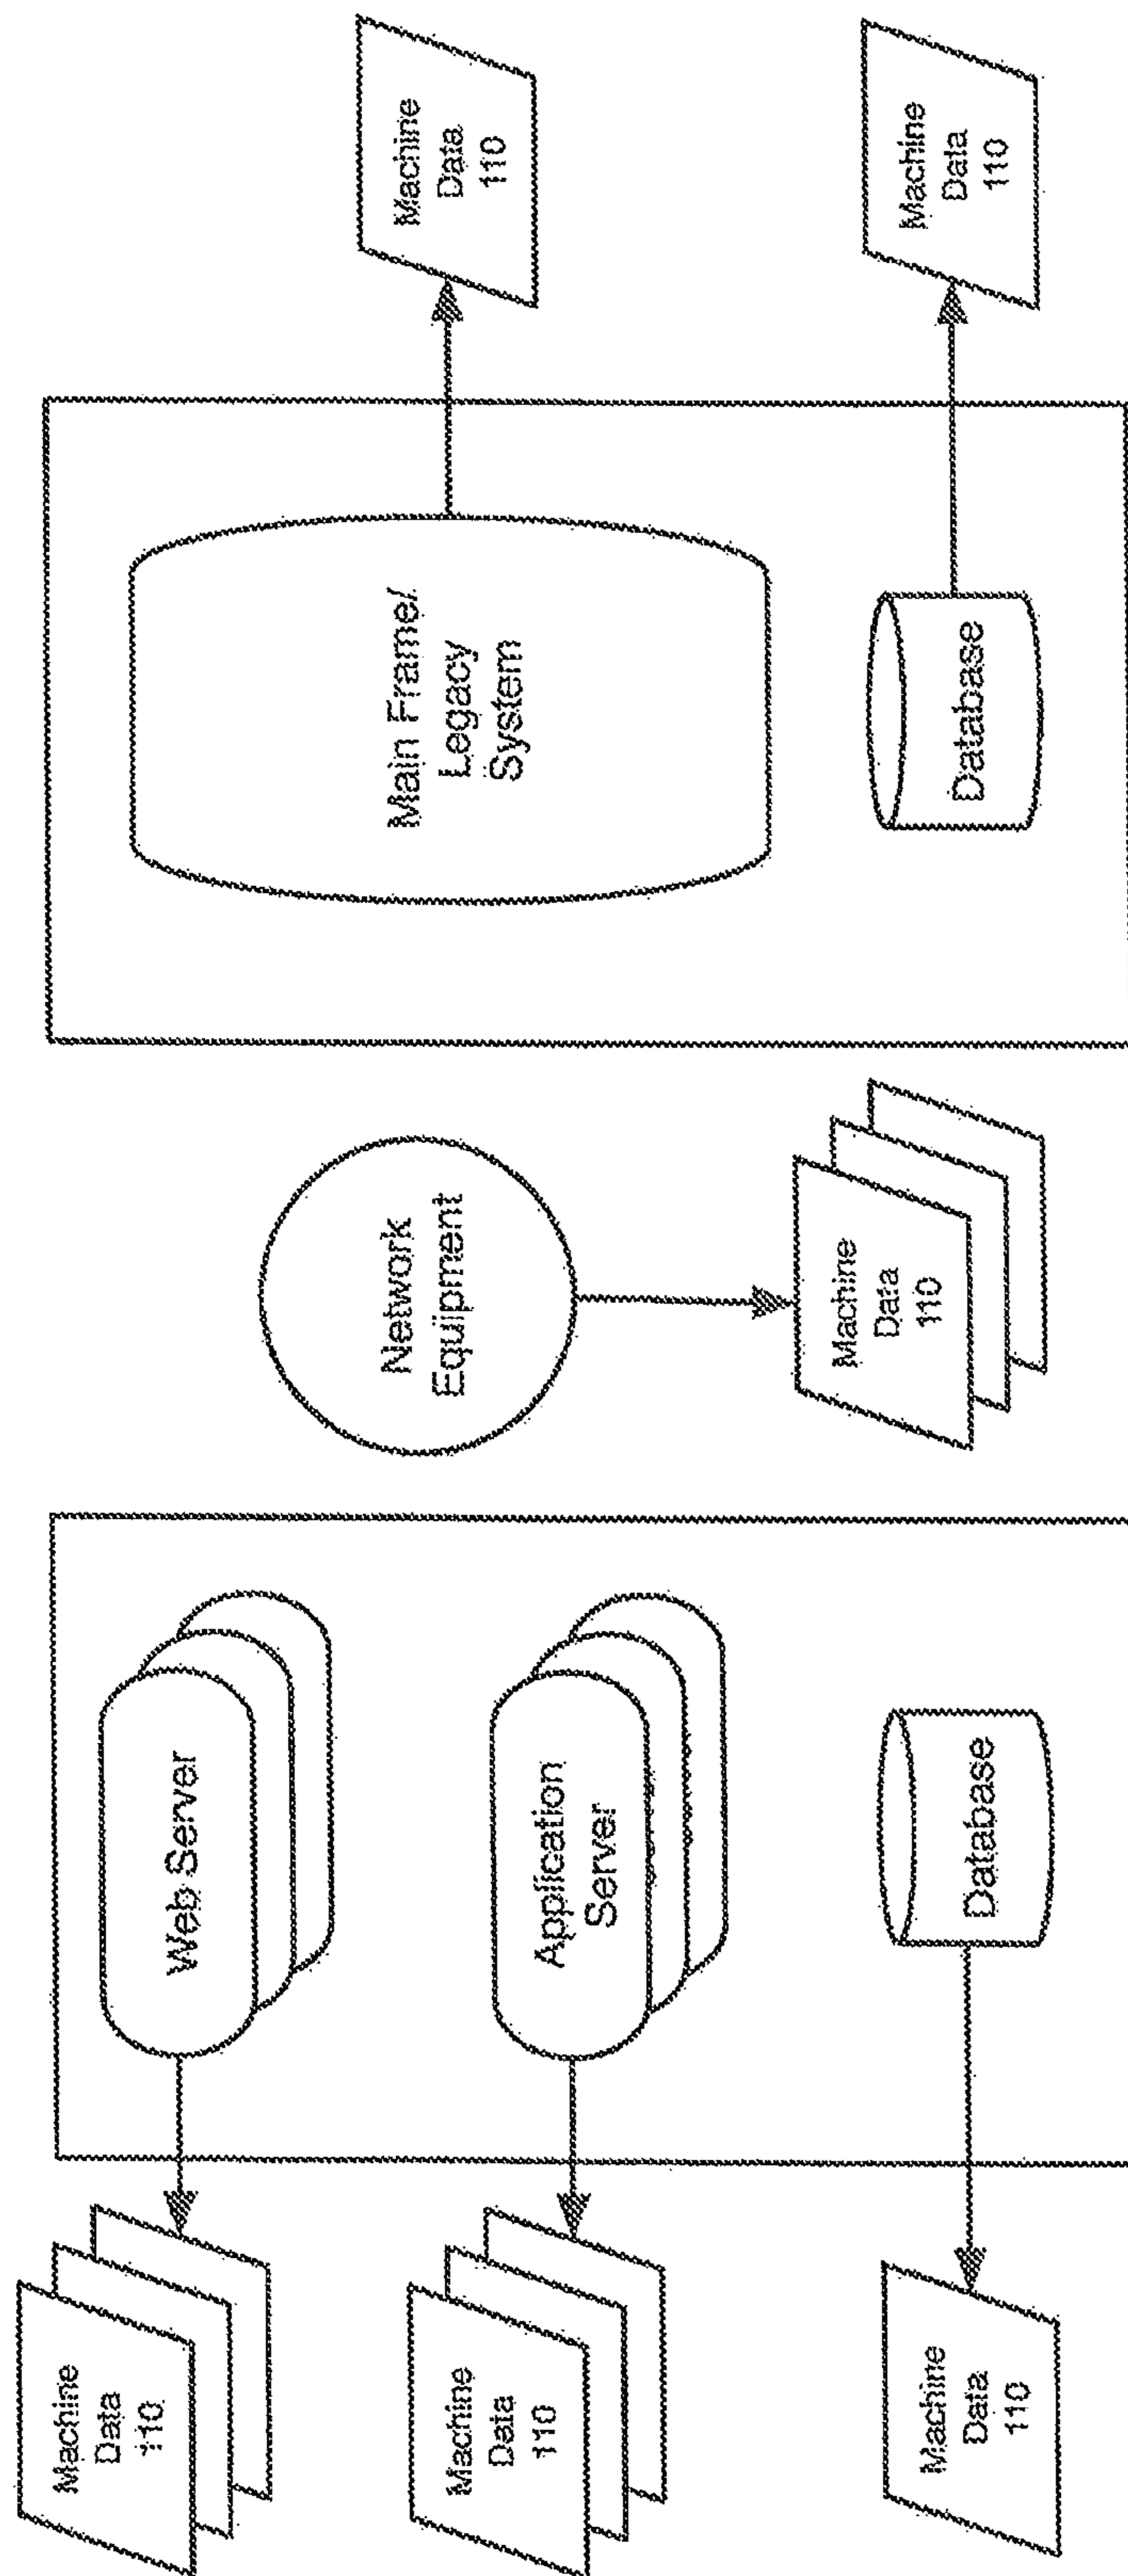 Machine
Data
110
Web Server
Machine
Data
110
Application
Server
Network
Equipment
Main Frame/
Legacy
System
Machine
Data
110
Machine
Data
110
Database
Machine
Data
110
Database
Machine
Data
110